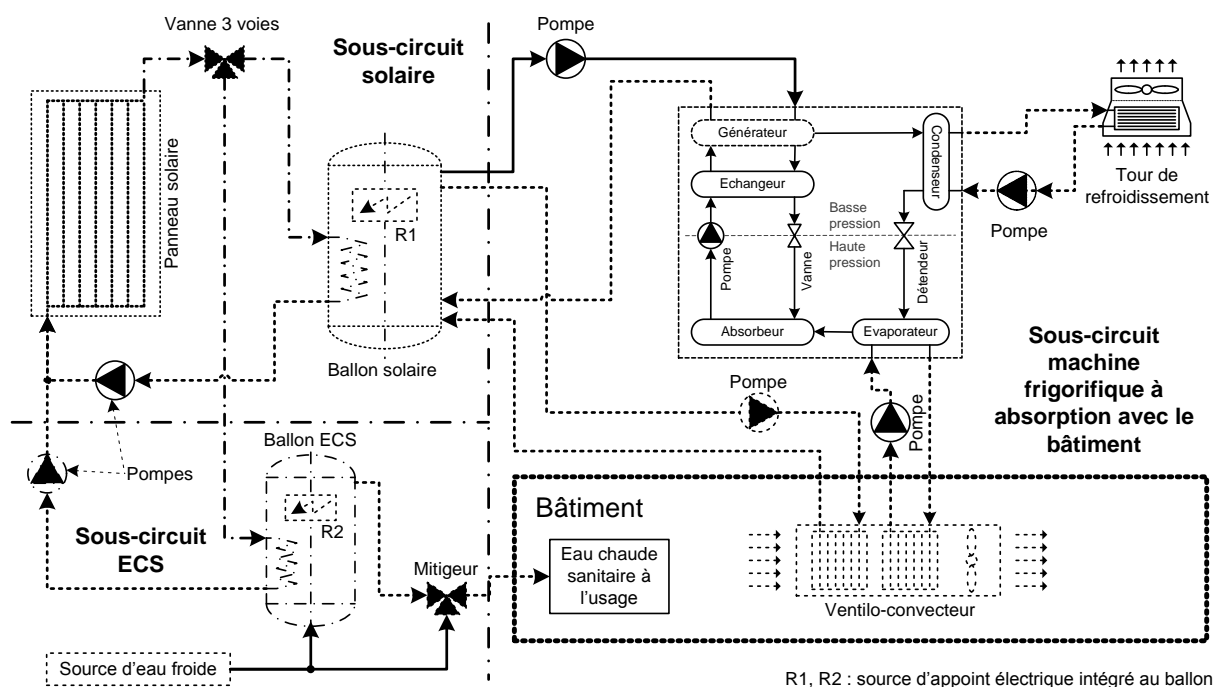 Vanne 3 voies
Sous-circuit
solaire
Pompe
Panneau solaire
R1
Ballon solaire
Générateur
Echangeur
Condenseur
Basse
pression
Haute
pression
Pompe
Vanne
Détendeur
Absorbeur
Evaporateur
Tour de
refroidissement
Pompe
Sous-circuit
machine
frigorifique à
absorption avec le
bâtiment
Pompe
Pompe
Pompes
Ballon ECS
R2
Sous-circuit
ECS
Mitigeur
Source d'eau froide
Bâtiment
Eau chaude
sanitaire à
l'usage
Ventilo-convecteur
R1, R2 : source d'appoint électrique intégré au ballon